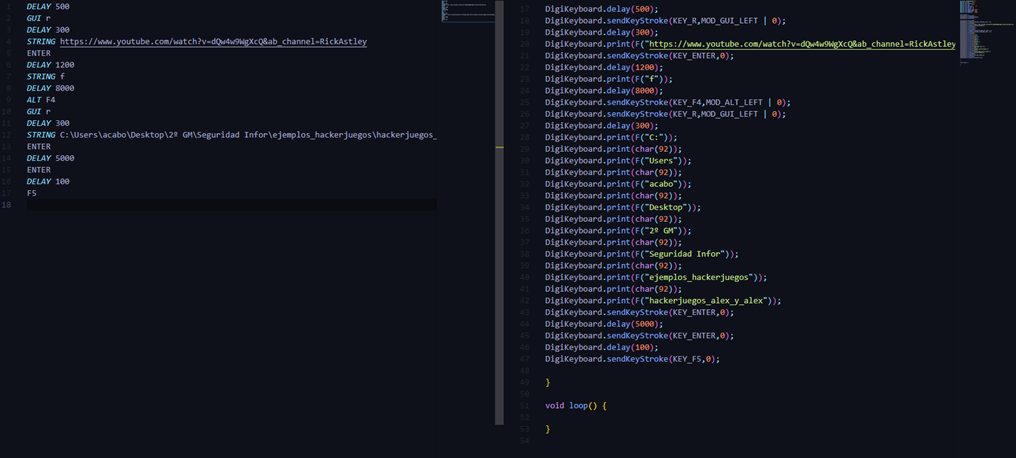 1 DELAY 500
2 GUI r
3 DELAY 300
4 STRING https://www.youtube.com/watch?v=dQw4w9WgXcQ&ab_channel=RickAstley
5 ENTER
6 DELAY 1200
7 STRING f
8 DELAY 8000
9 ALT F4
10 GUI r
11 DELAY 300
12 STRING C:\Users\acabo\Desktop\2º GM\Seguridad Infor\ejemplos_hackerjuegos\hackerjuegos_
13 ENTER
14 DELAY 5000
15 ENTER
16 DELAY 100
17 F5
18
17 DigiKeyboard.delay(500);
18 DigiKeyboard.sendKeyStroke(KEY_R,MOD_GUI_LEFT | 0);
19 DigiKeyboard.delay(300);
20 DigiKeyboard.print(F("https://www.youtube.com/watch?v=dQw4w9WgXcQ&ab_channel=RickAstley
21 DigiKeyboard.sendKeyStroke(KEY_ENTER,0);
22 DigiKeyboard.delay(1200);
23 DigiKeyboard.print(F("f"));
24 DigiKeyboard.delay(8000);
25 DigiKeyboard.sendKeyStroke(KEY_F4,MOD_ALT_LEFT | 0);
26 DigiKeyboard.sendKeyStroke(KEY_R,MOD_GUI_LEFT | 0);
27 DigiKeyboard.delay(300);
28 DigiKeyboard.print(F("C:"));
29 DigiKeyboard.print(char(92));
30 DigiKeyboard.print(F("Users"));
31 DigiKeyboard.print(char(92));
32 DigiKeyboard.print(F("acabo"));
33 DigiKeyboard.print(char(92));
34 DigiKeyboard.print(F("Desktop"));
35 DigiKeyboard.print(char(92));
36 DigiKeyboard.print(F("2º GM"));
37 DigiKeyboard.print(char(92));
38 DigiKeyboard.print(F("Seguridad Infor"));
39 DigiKeyboard.print(char(92));
40 DigiKeyboard.print(F("ejemplos_hackerjuegos"));
41 DigiKeyboard.print(char(92));
42 DigiKeyboard.print(F("hackerjuegos_alex_y_alex"));
43 DigiKeyboard.sendKeyStroke(KEY_ENTER,0);
44 DigiKeyboard.delay(5000);
45 DigiKeyboard.sendKeyStroke(KEY_ENTER,0);
46 DigiKeyboard.delay(100);
47 DigiKeyboard.sendKeyStroke(KEY_F5,0);
48
49 }
50
51 void loop() {
52
53 }
54